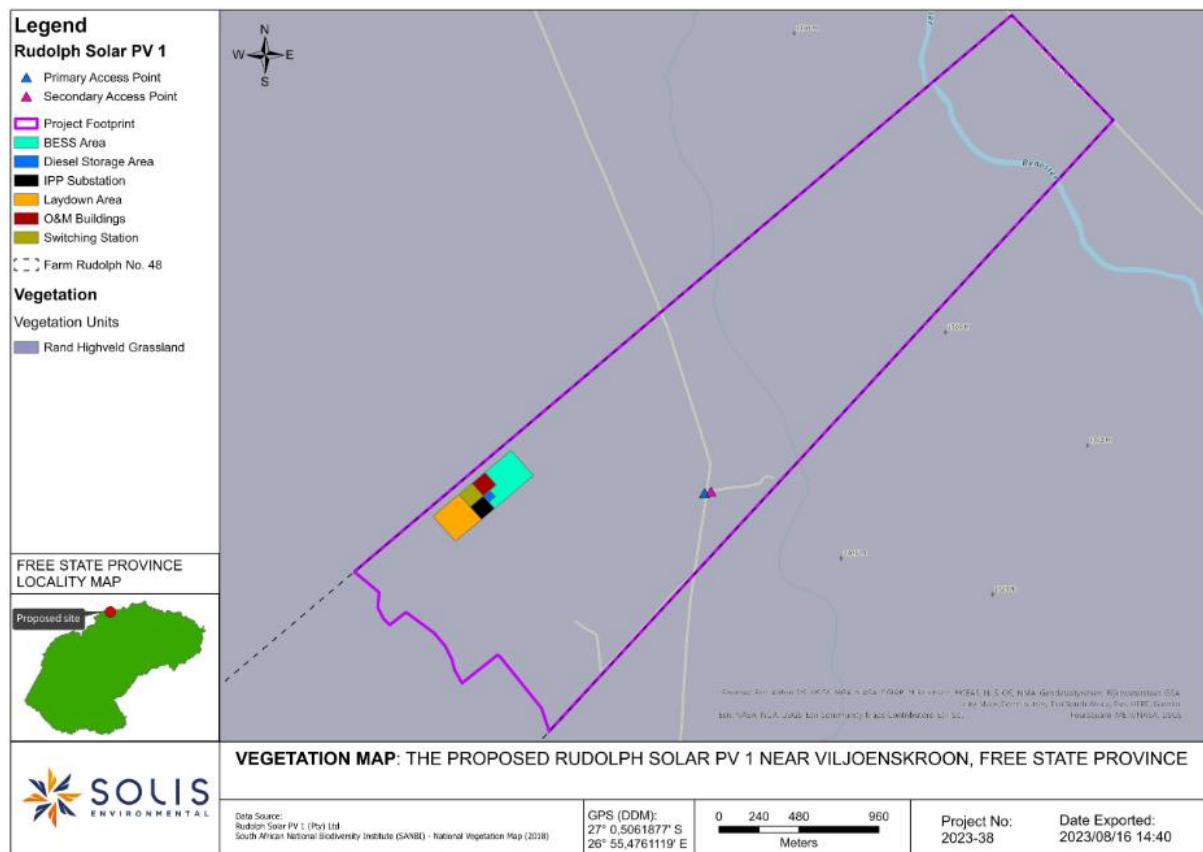 Legend
Rudolph Solar PV 1
Primary Access Point
Secondary Access Point
Project Footprint
BESS Area
Diesel Storage Area
IPP Substation
Laydown Area
O&M Buildings
Switching Station
Farm Rudolph No. 48
Vegetation
Vegetation Units
Rand Highveld Grassland
N
W E
S
FREE STATE PROVINCE
LOCALITY MAP
Proposed site
SOLIS
ENVIRONMENTAL
VEGETATION MAP: THE PROPOSED RUDOLPH SOLAR PV 1 NEAR VILJOENSKROON, FREE STATE PROVINCE
Data Source:
Rudolph Solar PV 1 (Pty) Ltd
South African National Biodiversity Institute (SANBI) - National Vegetation Map (2018)
GPS (DDM):
27° 0,5061877' S
26° 55,4761119' E
0 240 480 960
Meters
Project No:
2023-38
Date Exported:
2023/08/16 14:40